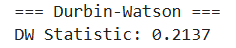 === Durbin-Watson ===
DW Statistic: 0.2137